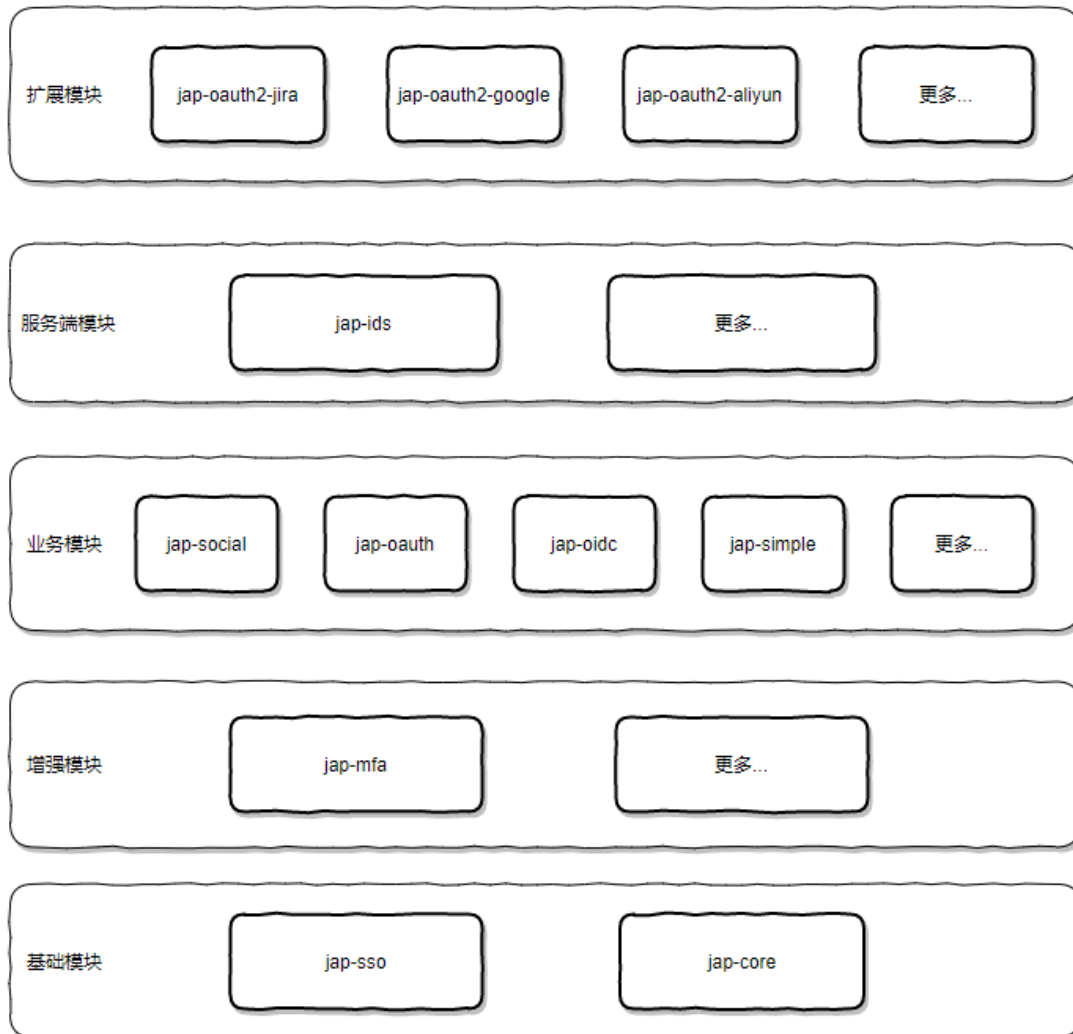 扩展模块
jap-oauth2-jira
jap-oauth2-google
jap-oauth2-aliyun
更多...
服务端模块
jap-ids
更多...
业务模块
jap-social
jap-oauth
jap-oidc
jap-simple
更多...
增强模块
jap-mfa
更多...
基础模块
jap-sso
jap-core